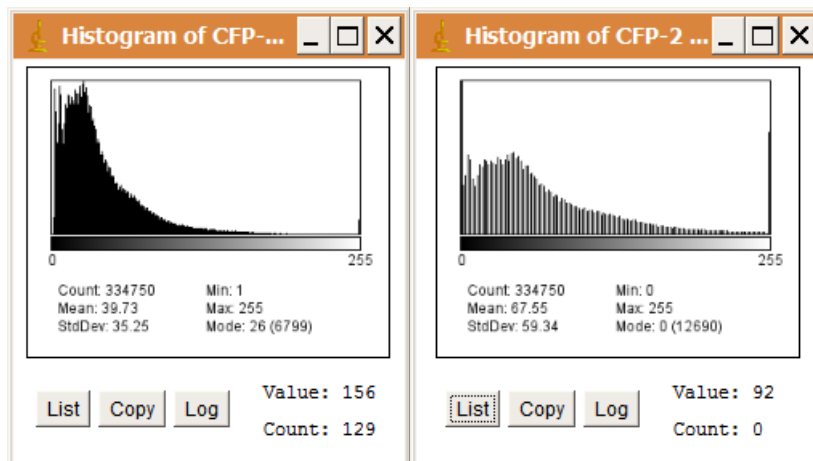 Histogram of CFP-...
0 255
Count: 334750 Min: 1
Mean: 39.73 Max: 255
StdDev: 35.25 Mode: 26 (6799)
List Copy Log
Value: 156
Count: 129
Histogram of CFP-2 ...
0 255
Count: 334750 Min: 0
Mean: 67.55 Max: 255
StdDev: 59.34 Mode: 0 (12690)
List Copy Log
Value: 92
Count: 0